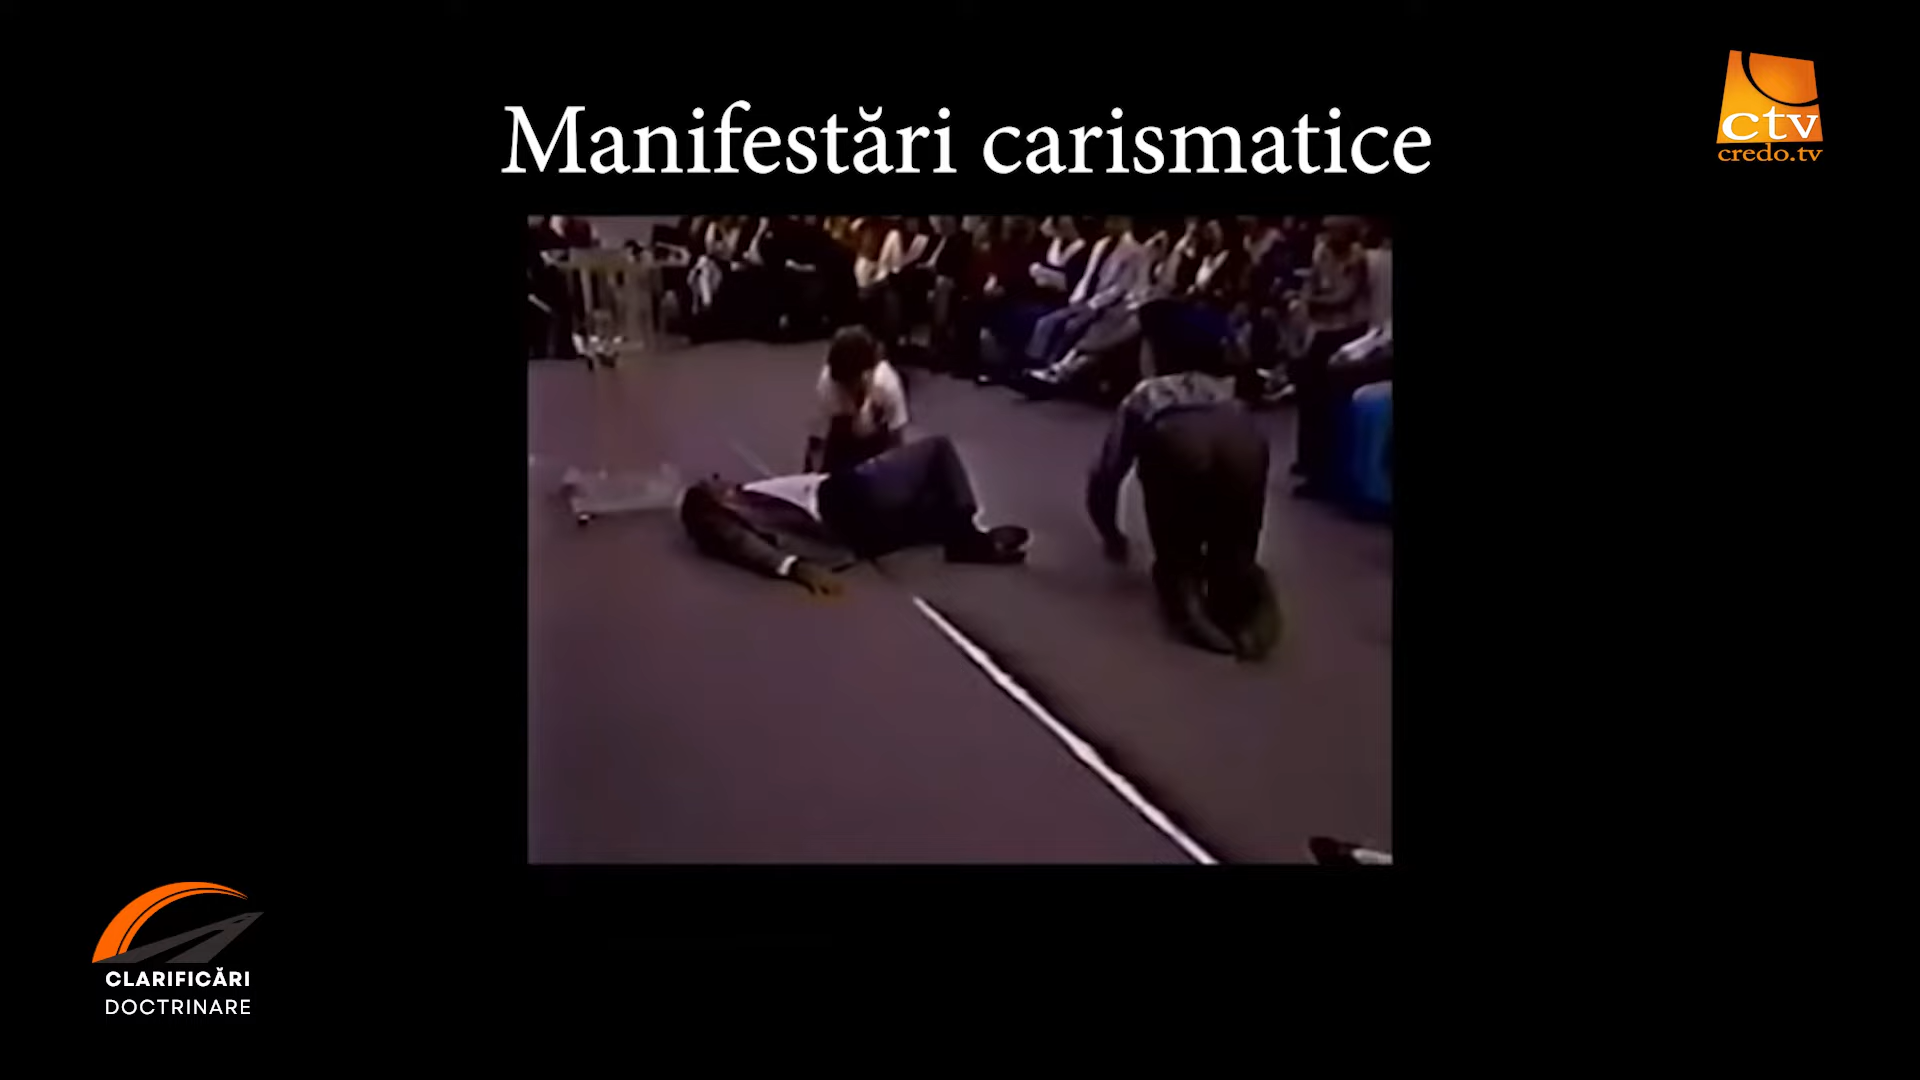 Manifestări carismatice
ctv
credo.tv
CLARIFICĂRI
DOCTRINARE